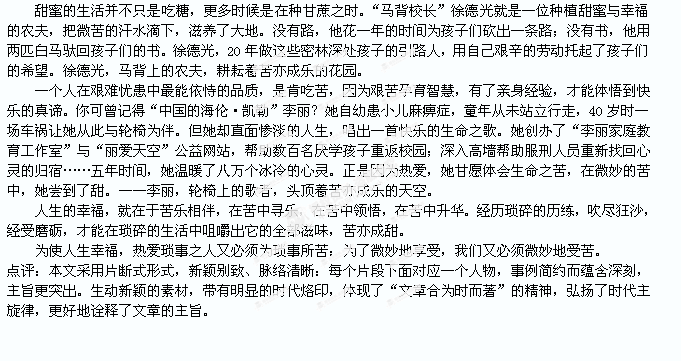 甜蜜的生活并不只是吃糖，更多时候是在种甘蔗之时。“马背校长”徐德光就是一位种植甜蜜与幸福
的农夫，把微苦的汗水滴下，滋养了大地。没有路，他花一年的时间为孩子们砍出一条路；没有书，他用
两匹白马驮回孩子们的书。徐德光，20 年做这些密林深处孩子的引路人，用自己艰辛的劳动托起了孩子们
的希望。徐德光，马背上的农夫，耕耘着苦亦成乐的花园。
一个人在艰难忧患中最能依恃的品质，是肯吃苦，因为艰苦孕育智慧，有了亲身经验，才能体悟到快
乐的真谛。你可曾记得“中国的海伦·凯勒”李丽？她自幼患小儿麻痹症，童年从未站立行走，40 岁时一
场车祸让她从此与轮椅为伴。但她却直面惨淡的人生，唱出一首快乐的生命之歌。她创办了“李丽家庭教
育工作室”与“丽爱天空”公益网站，帮助数百名厌学孩子重返校园；深入高墙帮助服刑人员重新找回心
灵的归宿……五年时间，她温暖了八万个冰冷的心灵。正是因为热爱，她甘愿体会生命之苦，在微妙的苦
中，她尝到了甜。——李丽，轮椅上的歌者，头顶着苦亦成乐的天空。
人生的幸福，就在于苦乐相伴，在苦中寻乐，在苦中领悟，在苦中升华。经历琐碎的历练，吹尽狂沙，
经受磨砺，才能在琐碎的生活中咀嚼出它的全部滋味，苦亦成甜。
为使人生幸福，热爱琐事之人又必须为琐事所苦：为了微妙地享受，我们又必须微妙地受苦。
点评：本文采用片断式形式，新颖别致、脉络清晰：每个片段下面对应一个人物，事例简约而蕴含深刻，
主旨更突出。生动新颖的素材，带有明显的时代烙印，体现了“文章合为时而著”的精神，弘扬了时代主
旋律，更好地诠释了文章的主旨。